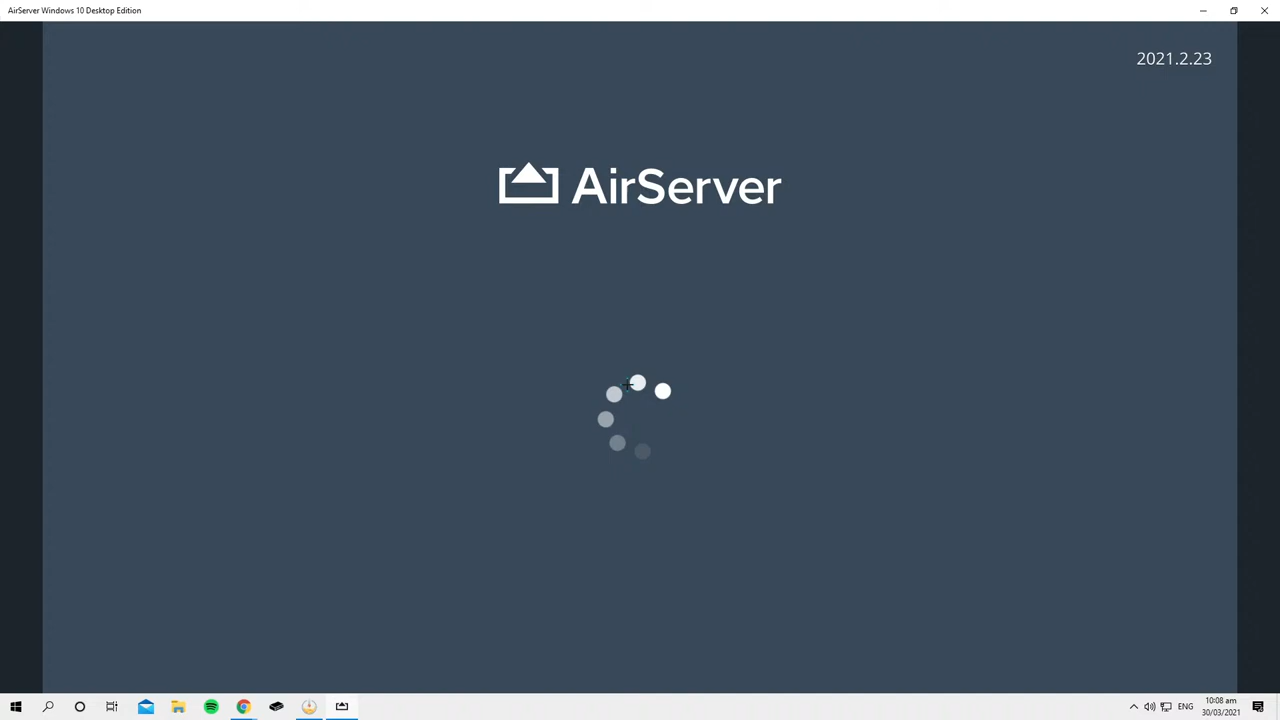 AirServer Windows 10 Desktop Edition
2021.2.23
AirServer
ENG
10:08 am
30/03/2021